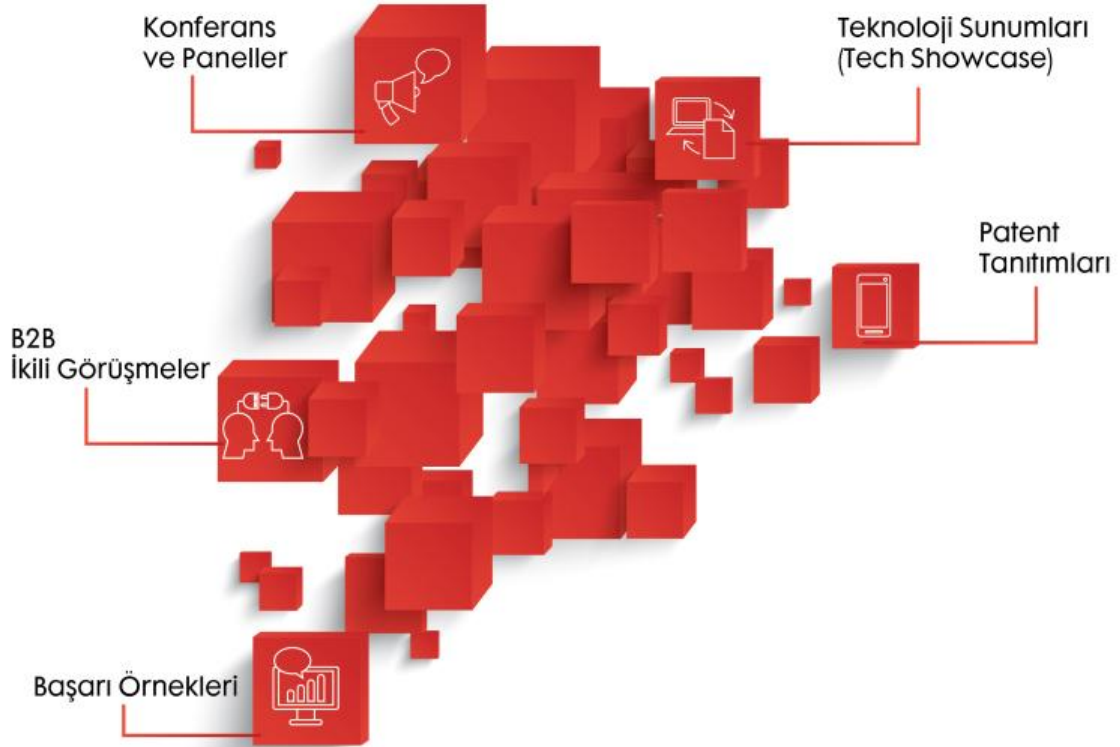 Konferans
ve Paneller
Teknoloji Sunumları
(Tech Showcase)
Patent
Tanıtımları
B2B
İkili Görüşmeler
Başarı Örnekleri